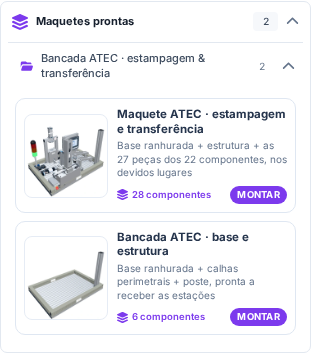 Maquetes prontas 2
Bancada ATEC · estampagem &
transferência
2
Maquete ATEC · estampagem
e transferência
Base ranhurada + estrutura + as
27 peças dos 22 componentes, nos
devidos lugares
28 componentes MONTAR
Bancada ATEC · base e
estrutura
Base ranhurada + calhas
perimetrais + poste, pronta a
receber as estações
6 componentes MONTAR